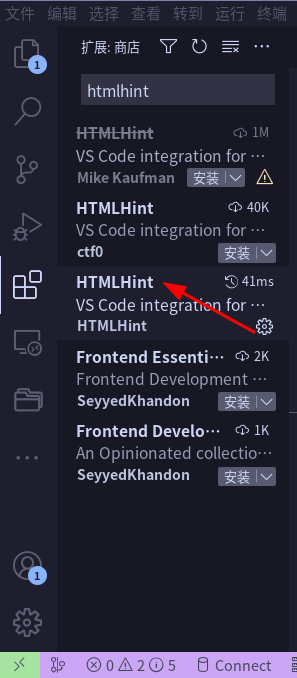 文件 编辑 选择 查看 转到 运行 终端
扩展: 商店
1
htmlhint
HTMLHint 1M
VS Code integration for …
Mike Kaufman 安装
HTMLHint 40K
VS Code integration for …
ctf0 安装
HTMLHint 41ms
VS Code integration for …
HTMLHint
Frontend Essenti… 2K
Frontend Development …
SeyyedKhandon 安装
Frontend Develo… 1K
An Opinionated collectio…
SeyyedKhandon 安装
1
0 2 5 Connect